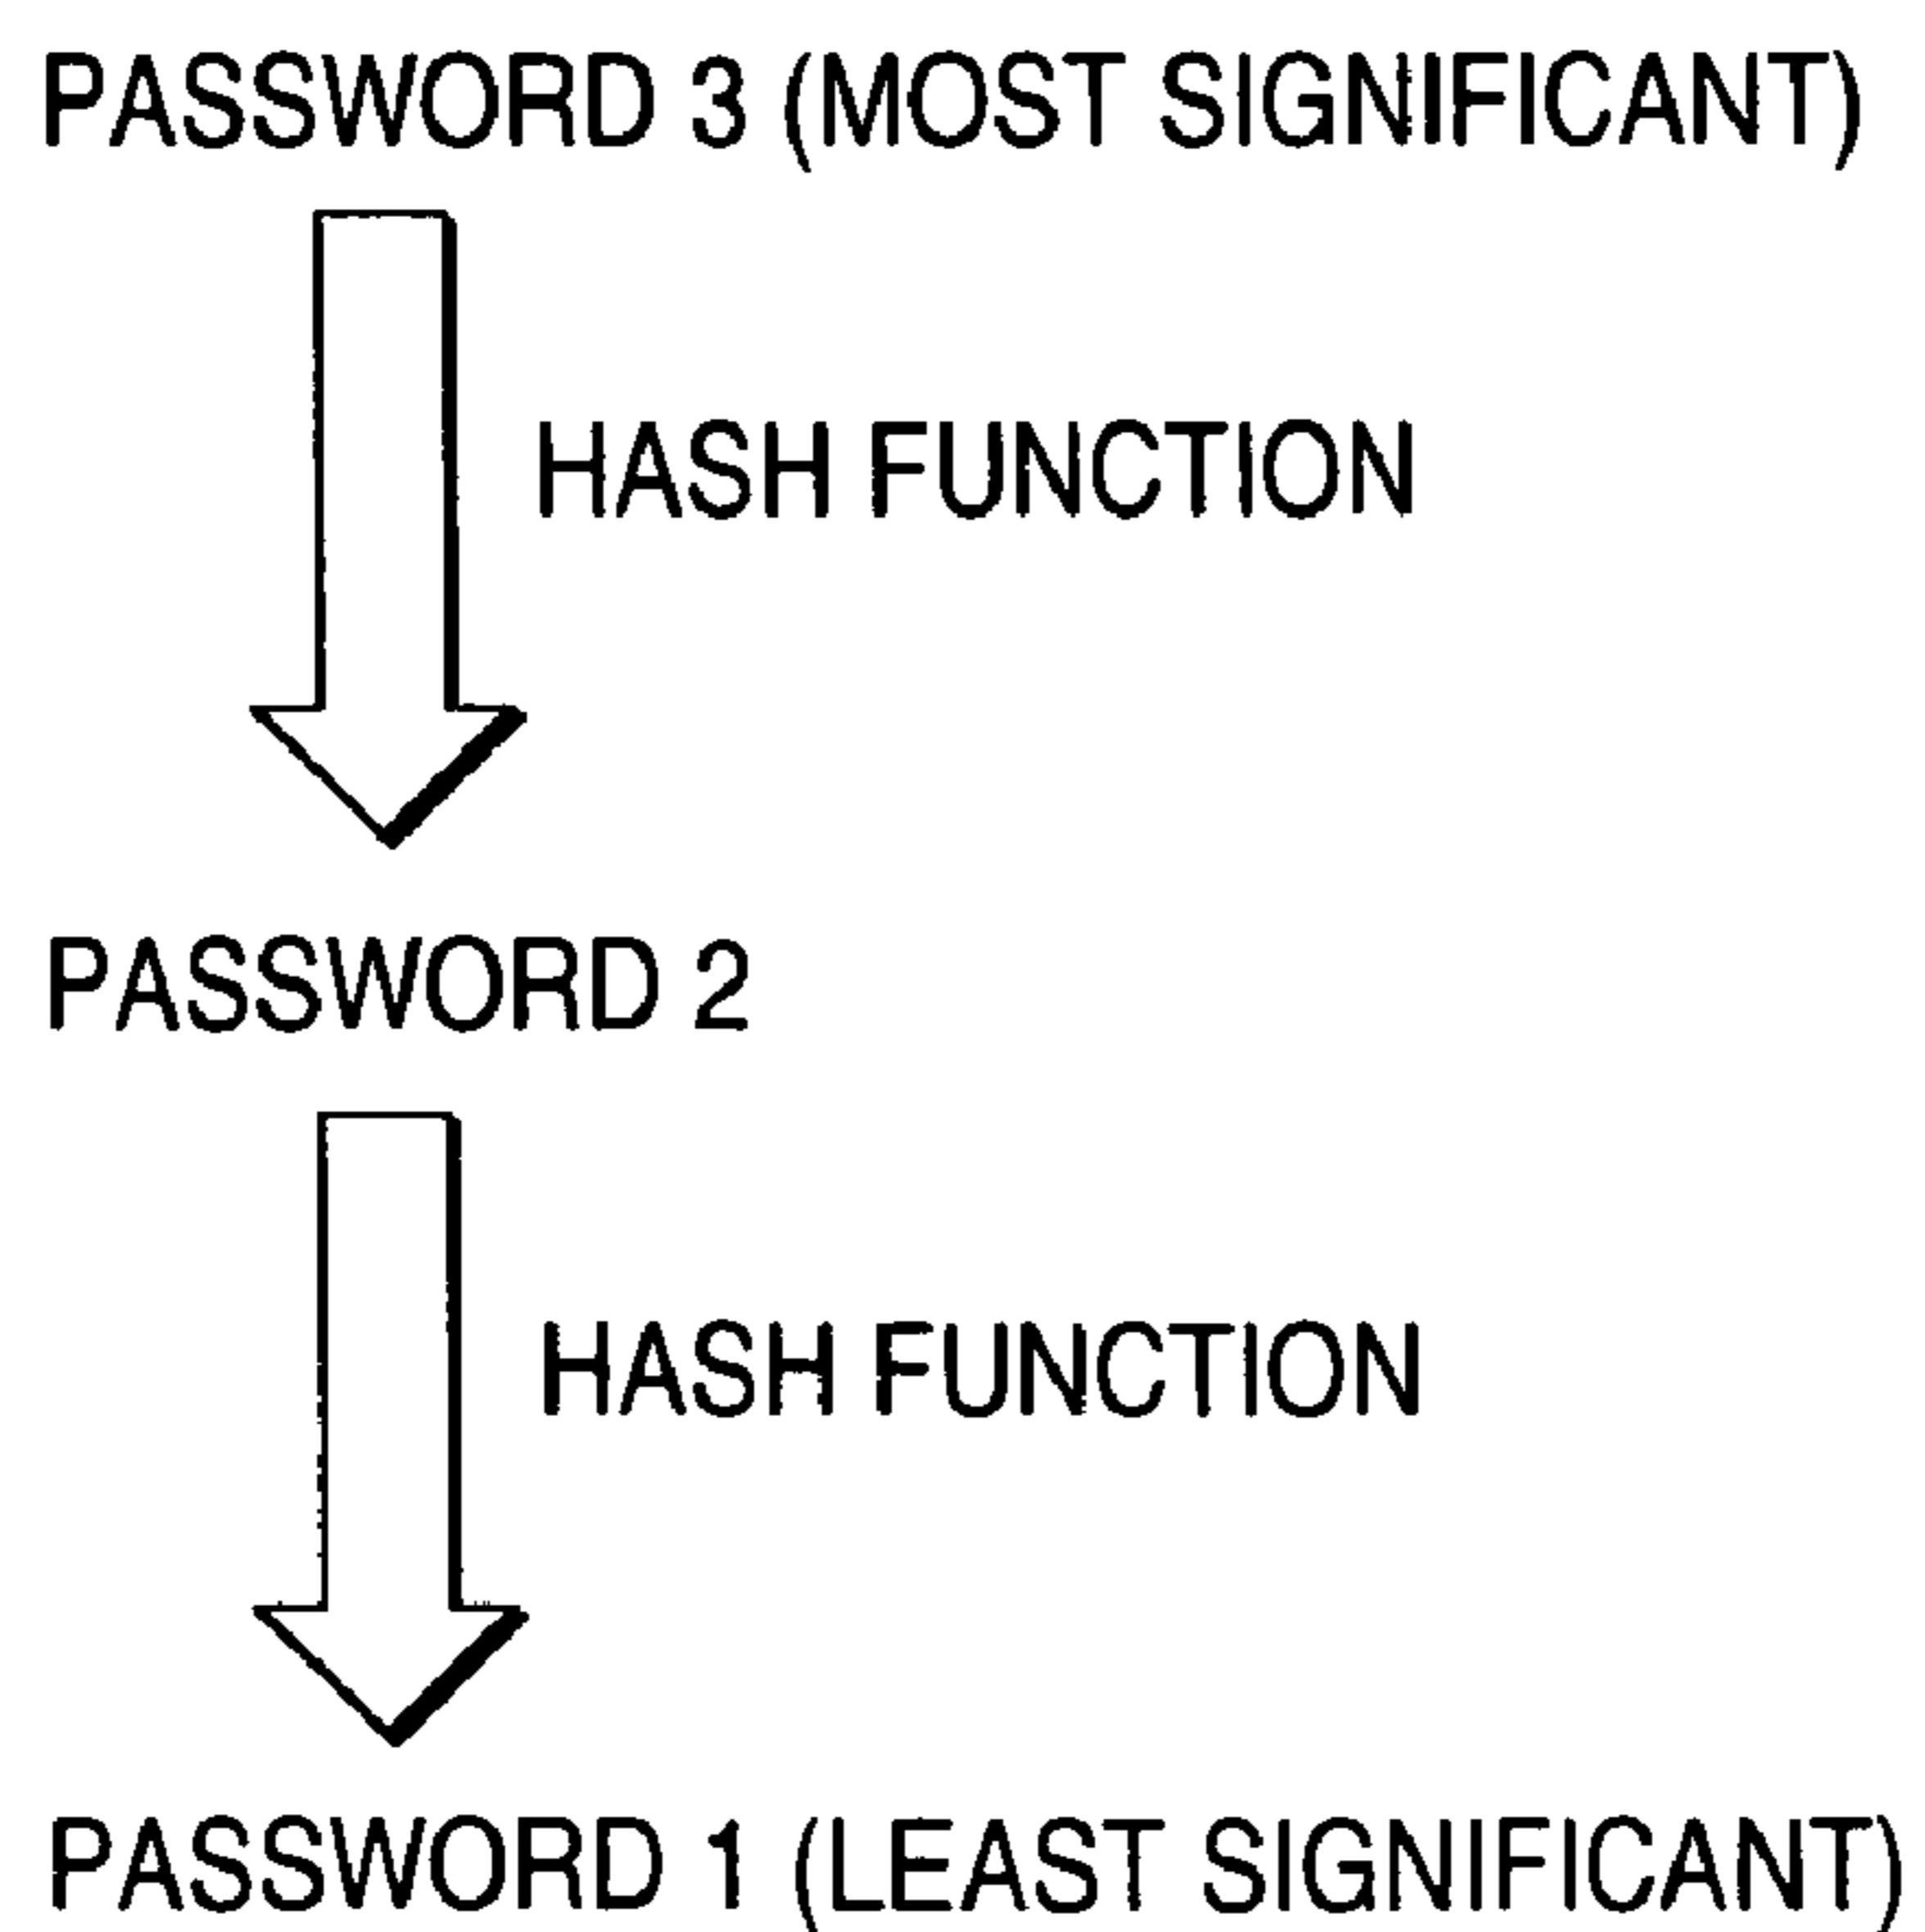 PASSWORD 3 (MOST SIGNIFICANT)
HASH FUNCTION
PASSWORD 2
HASH FUNCTION
PASSWORD 1 (LEAST SIGNIFICANT)